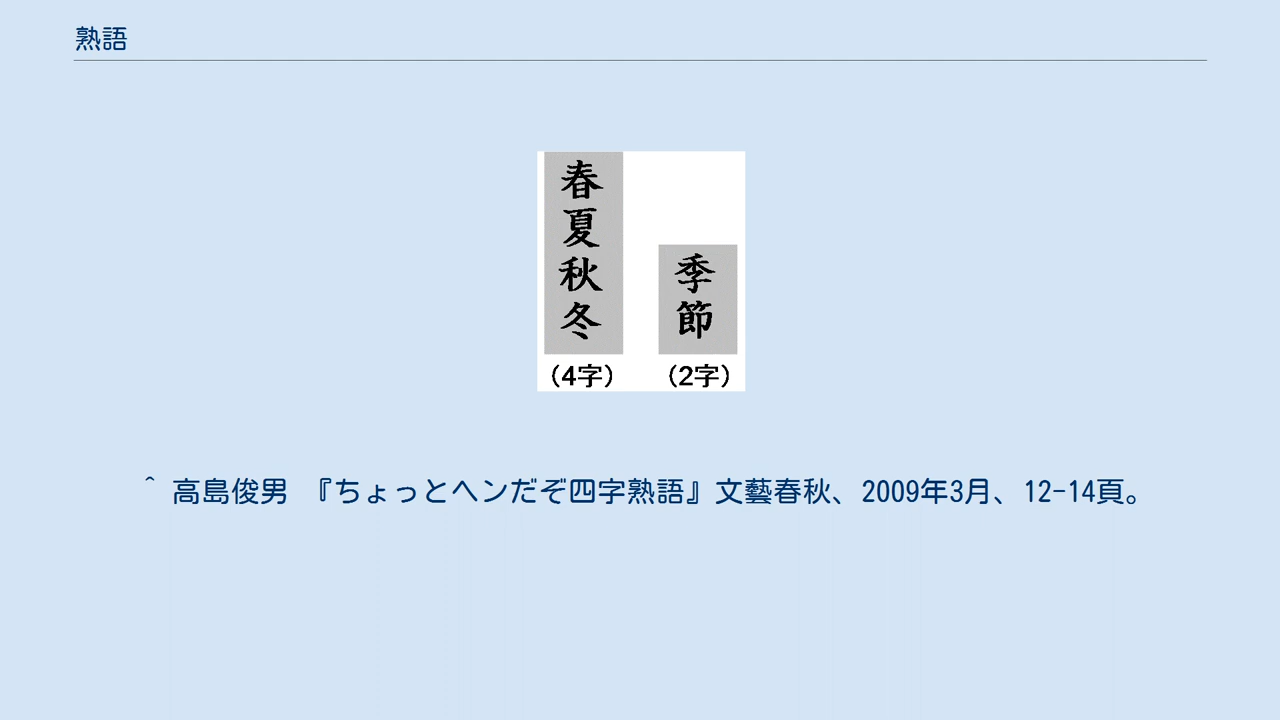 熟語
春夏秋冬
(4字)
季節
(2字)
^ 高島俊男 『ちょっとヘンだぞ四字熟語』文藝春秋、2009年3月、12-14頁。